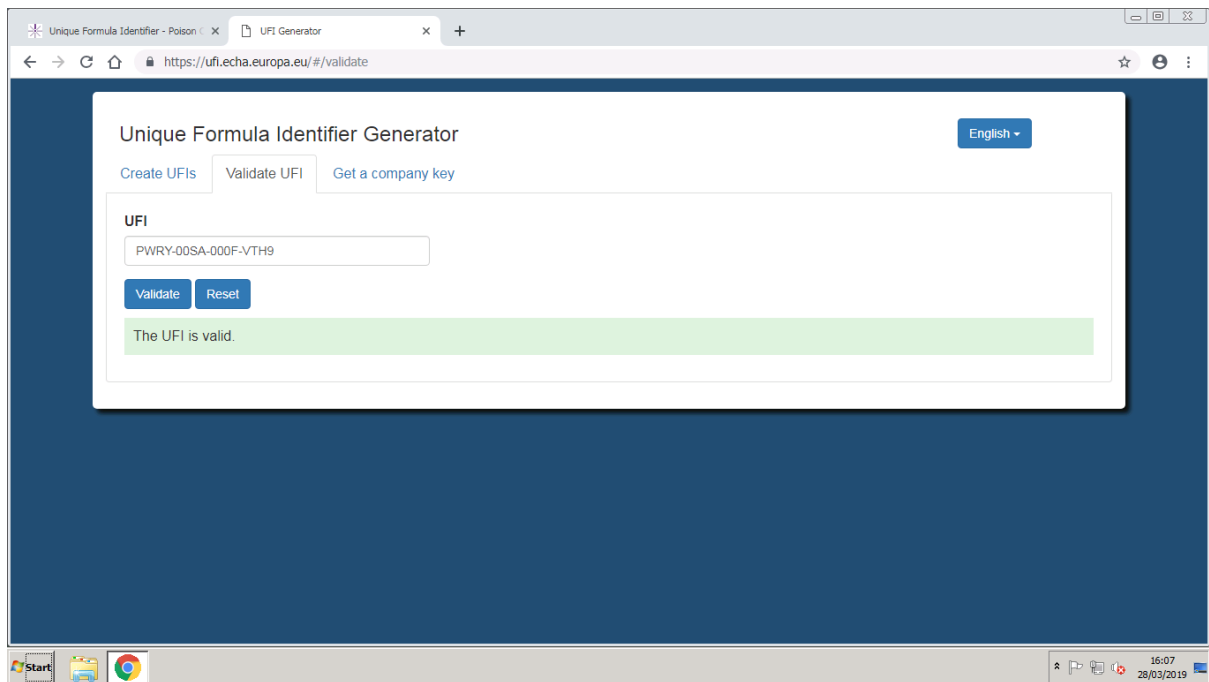 Unique Formula Identifier - Poison C
UFI Generator
https://ufi.echa.europa.eu/#/validate
Unique Formula Identifier Generator
English
Create UFIs Validate UFI Get a company key
UFI
PWRY-00SA-000F-VTH9
Validate Reset
The UFI is valid.
Start
16:07
28/03/2019